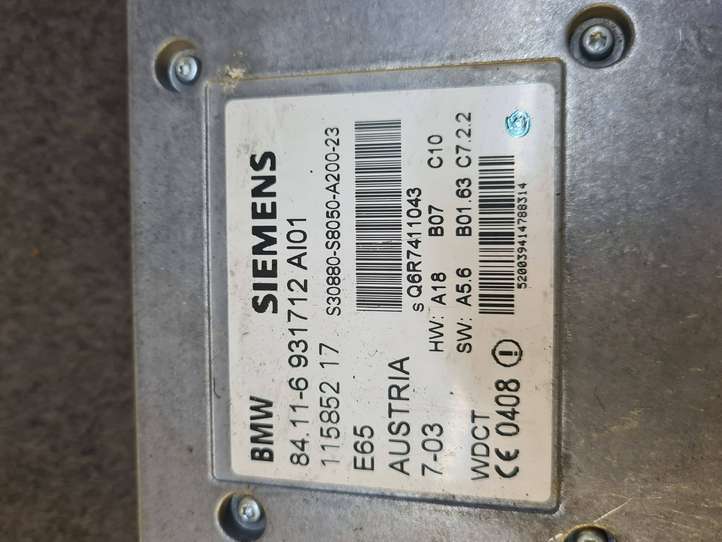 BMW SIEMENS
84.11-6 931712 AI01
115852 17 S30880-S8050-A200-23
E65
AUSTRIA s Q6R7411043
7-03 HW: A18 B07 C10
SW: A5.6 B01.63 C7.2.2
WDCT
CE 0408
520039414788314